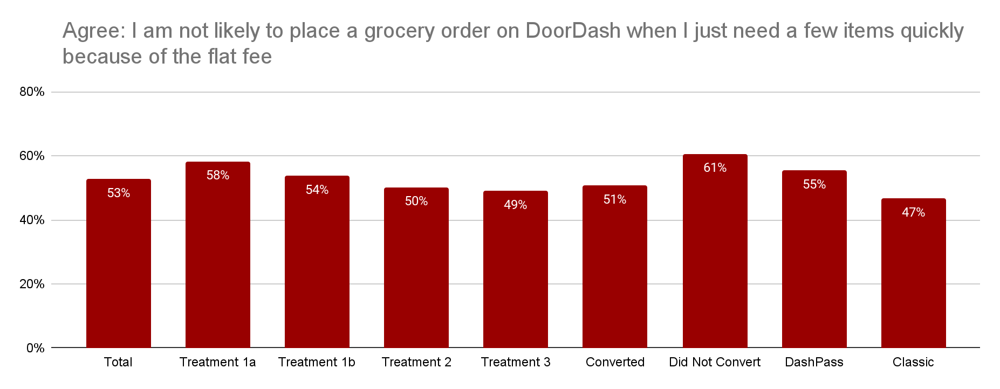 Agree: I am not likely to place a grocery order on DoorDash when I just need a few items quickly
because of the flat fee
80%
60%
40%
20%
0%
53%
58%
54%
50%
49%
51%
61%
55%
47%
Total
Treatment 1a
Treatment 1b
Treatment 2
Treatment 3
Converted
Did Not Convert
DashPass
Classic